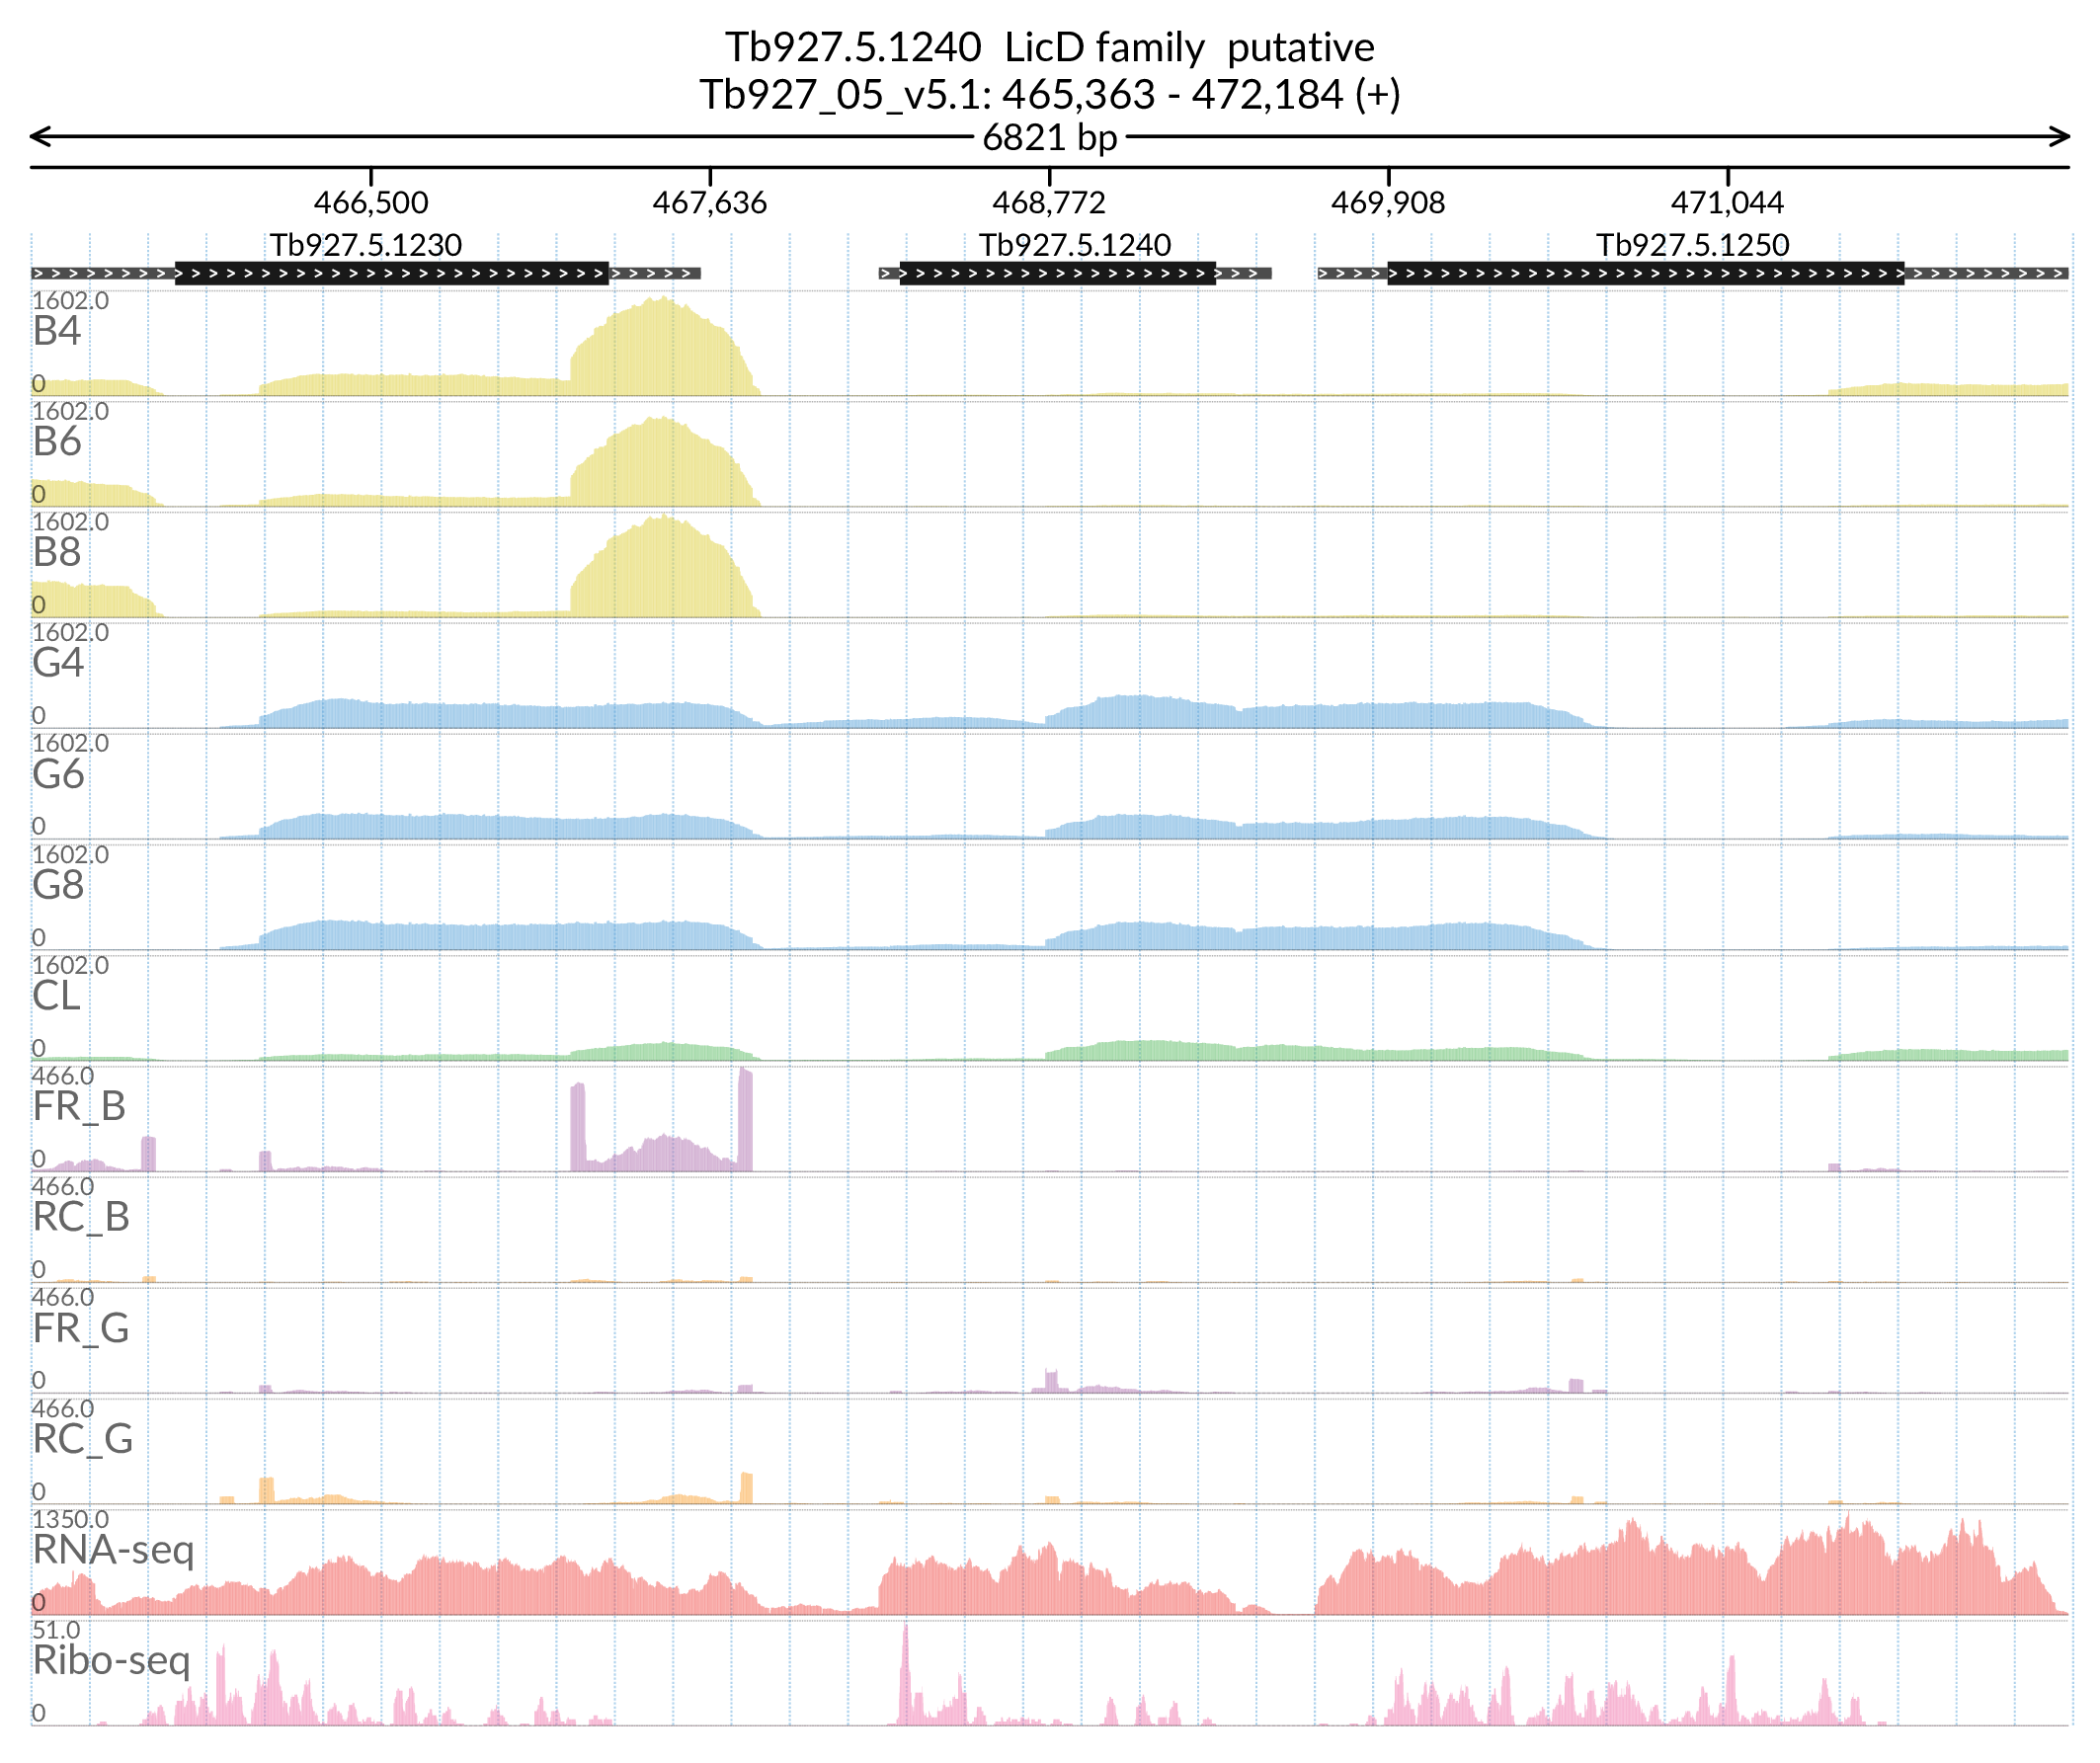 Tb927.5.1240  LicD family  putative
Tb927_05_v5.1: 465,363 - 472,184 (+)
6821 bp
466,500 467,636 468,772 469,908 471,044
Tb927.5.1230 Tb927.5.1240 Tb927.5.1250
1602.0
B4
0
1602.0
B6
0
1602.0
B8
0
1602.0
G4
0
1602.0
G6
0
1602.0
G8
0
1602.0
CL
0
466.0
FR_B
0
466.0
RC_B
0
466.0
FR_G
0
466.0
RC_G
0
1350.0
RNA-seq
0
51.0
Ribo-seq
0